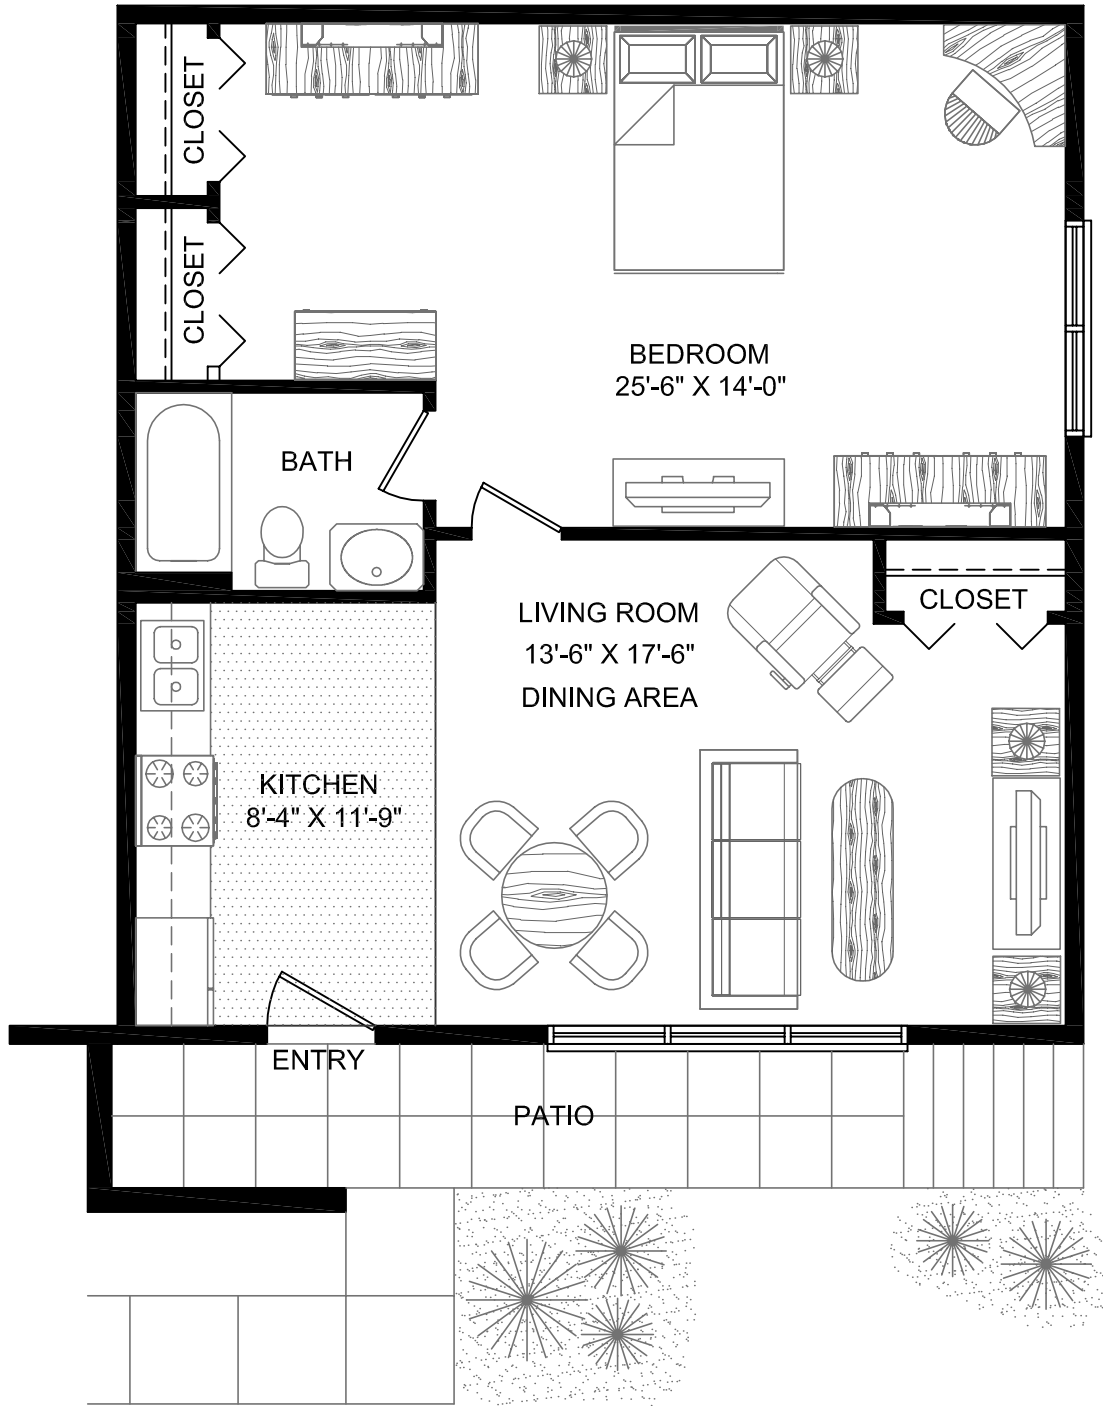 CLOSET
CLOSET
BEDROOM
25'-6" X 14'-0"
BATH
CLOSET
LIVING ROOM
13'-6" X 17'-6"
DINING AREA
KITCHEN
8'-4" X 11'-9"
ENTRY
PATIO